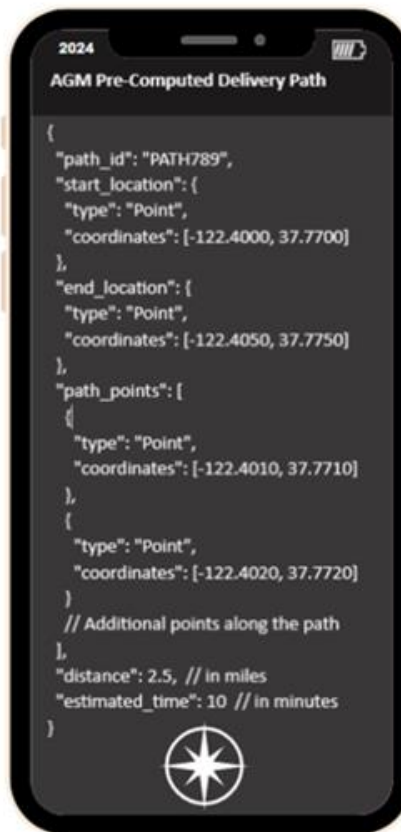 2024
AGM Pre-Computed Delivery Path
{
"path_id": "PATH789",
"start_location": {
"type": "Point",
"coordinates": [-122.4000, 37.7700]
},
"end_location": {
"type": "Point",
"coordinates": [-122.4050, 37.7750]
},
"path_points": [
{
"type": "Point",
"coordinates": [-122.4010, 37.7710]
},
{
"type": "Point",
"coordinates": [-122.4020, 37.7720]
}
// Additional points along the path
],
"distance": 2.5,  // in miles
"estimated_time": 10  // in minutes
}